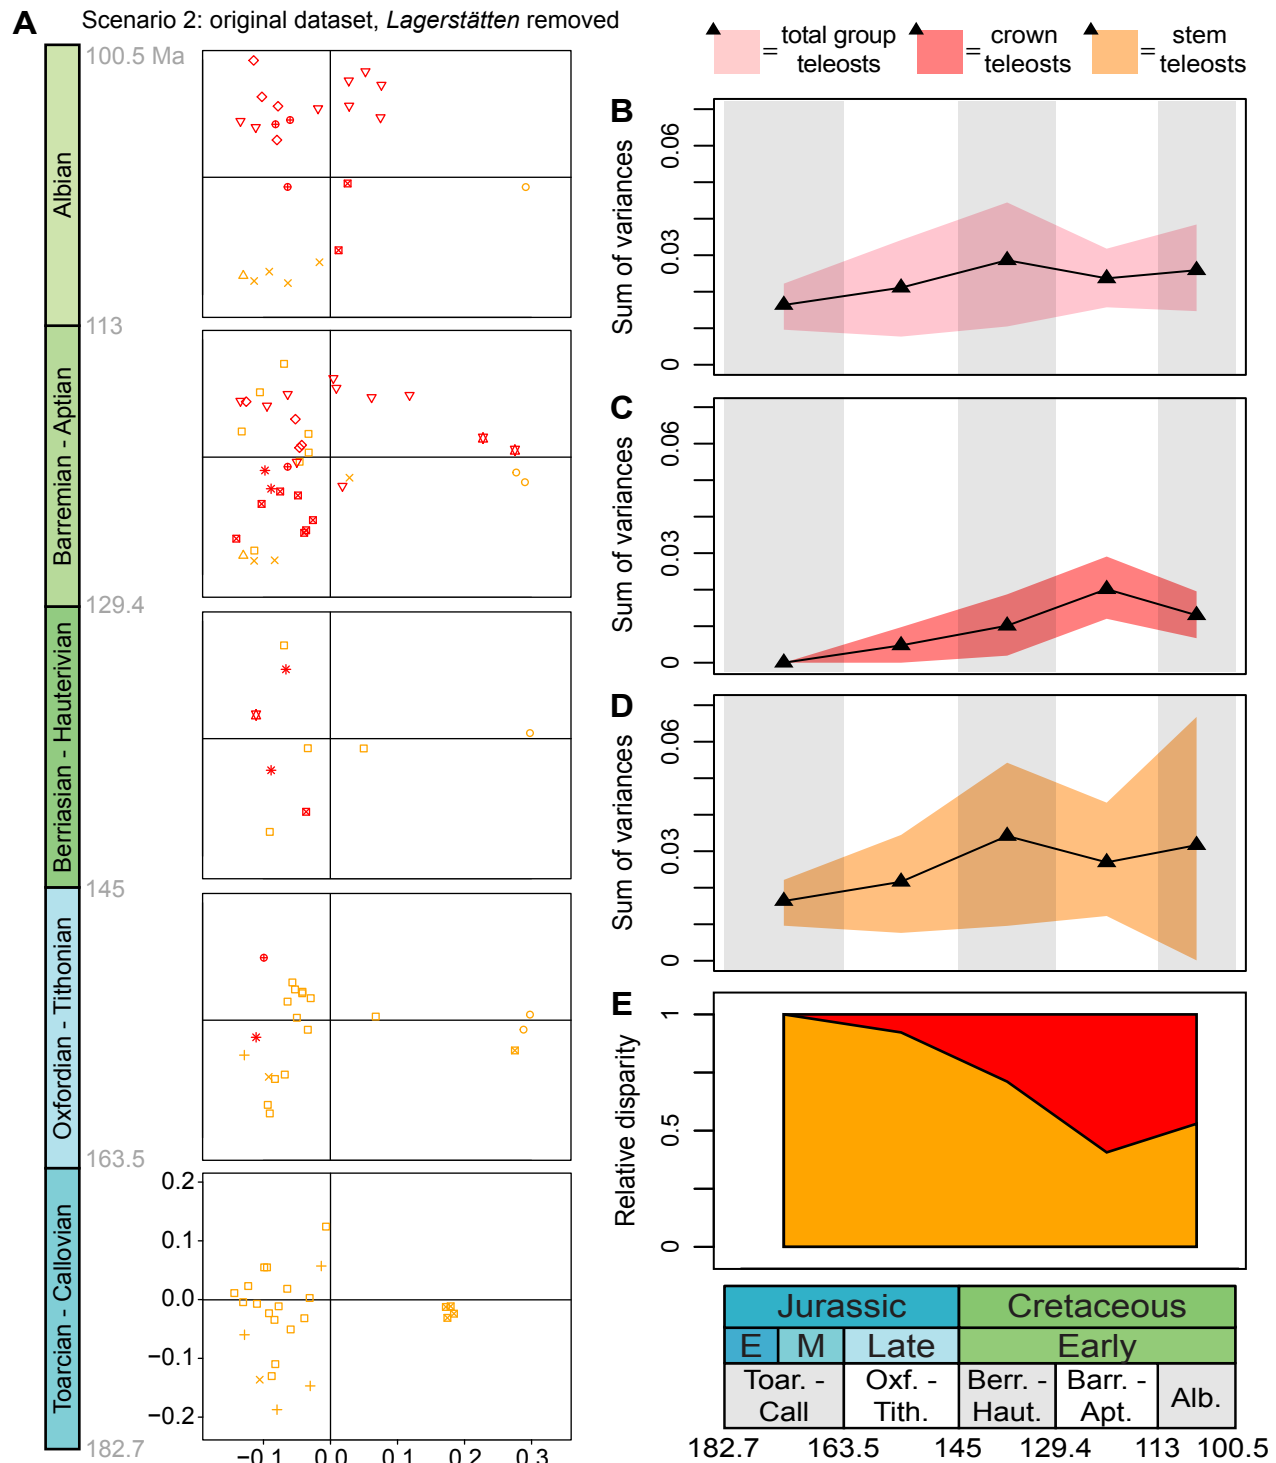 A
Scenario 2: original dataset, Lagerstätten removed
100.5 Ma
Albian
113
Barremian - Aptian
129.4
Berriasian - Hauterivian
145
Oxfordian - Tithonian
163.5
Toarcian - Callovian
182.7
0.2
0.1
0.0
−0.1
−0.2
−0.1
0.0
0.1
0.2
0.3
= total group
teleosts
= crown
teleosts
= stem
teleosts
B
Sum of variances
0.06
0.03
0
C
Sum of variances
0.06
0.03
0
D
Sum of variances
0.06
0.03
0
E
Relative disparity
1
0.5
0
Jurassic
Cretaceous
E
M
Late
Early
Toar. -
Call
Oxf. -
Tith.
Berr. -
Haut.
Barr. -
Apt.
Alb.
182.7
163.5
145
129.4
113
100.5